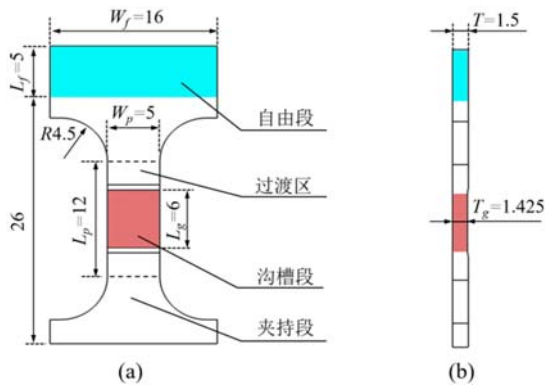 W_f=16
L_f=5
W_p=5
R4.5
26
L_p=12
L_g=6
自由段
过渡区
沟槽段
夹持段
(a)
T=1.5
T_g=1.425
(b)